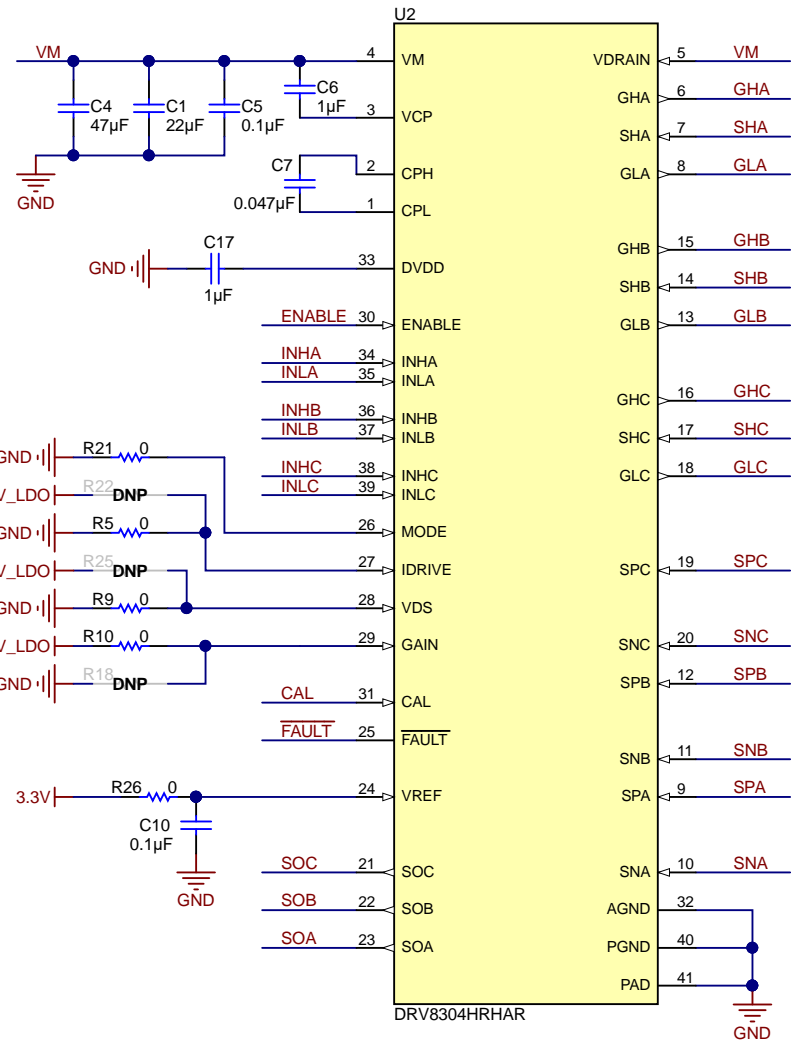 U2
VM 4 VM VDRAIN 5 VM
C4 47µF C1 22µF C5 0.1µF C6 1µF
GHA 6 GHA
3 VCP
SHA 7 SHA
GND
C7 0.047µF
2 CPH GLA 8 GLA
1 CPL
GHB 15 GHB
C17 1µF
GND 33 DVDD
SHB 14 SHB
ENABLE 30 ENABLE GLB 13 GLB
INHA 34 INHA
INLA 35 INLA
GHC 16 GHC
INHB 36 INHB
INLB 37 INLB SHC 17 SHC
GND R21 0
INHC 38 INHC GLC 18 GLC
INLC 39 INLC
V_LDO R22 DNP
GND R5 0 26 MODE
V_LDO R25 DNP 27 IDRIVE SPC 19 SPC
GND R9 0 28 VDS
V_LDO R10 0 29 GAIN SNC 20 SNC
GND R18 DNP SPB 12 SPB
CAL 31 CAL
FAULT 25 FAULT
SNB 11 SNB
3.3V R26 0 24 VREF SPA 9 SPA
C10 0.1µF
GND
SOC 21 SOC SNA 10 SNA
SOB 22 SOB AGND 32
SOA 23 SOA PGND 40
PAD 41
DRV8304HRHAR
GND